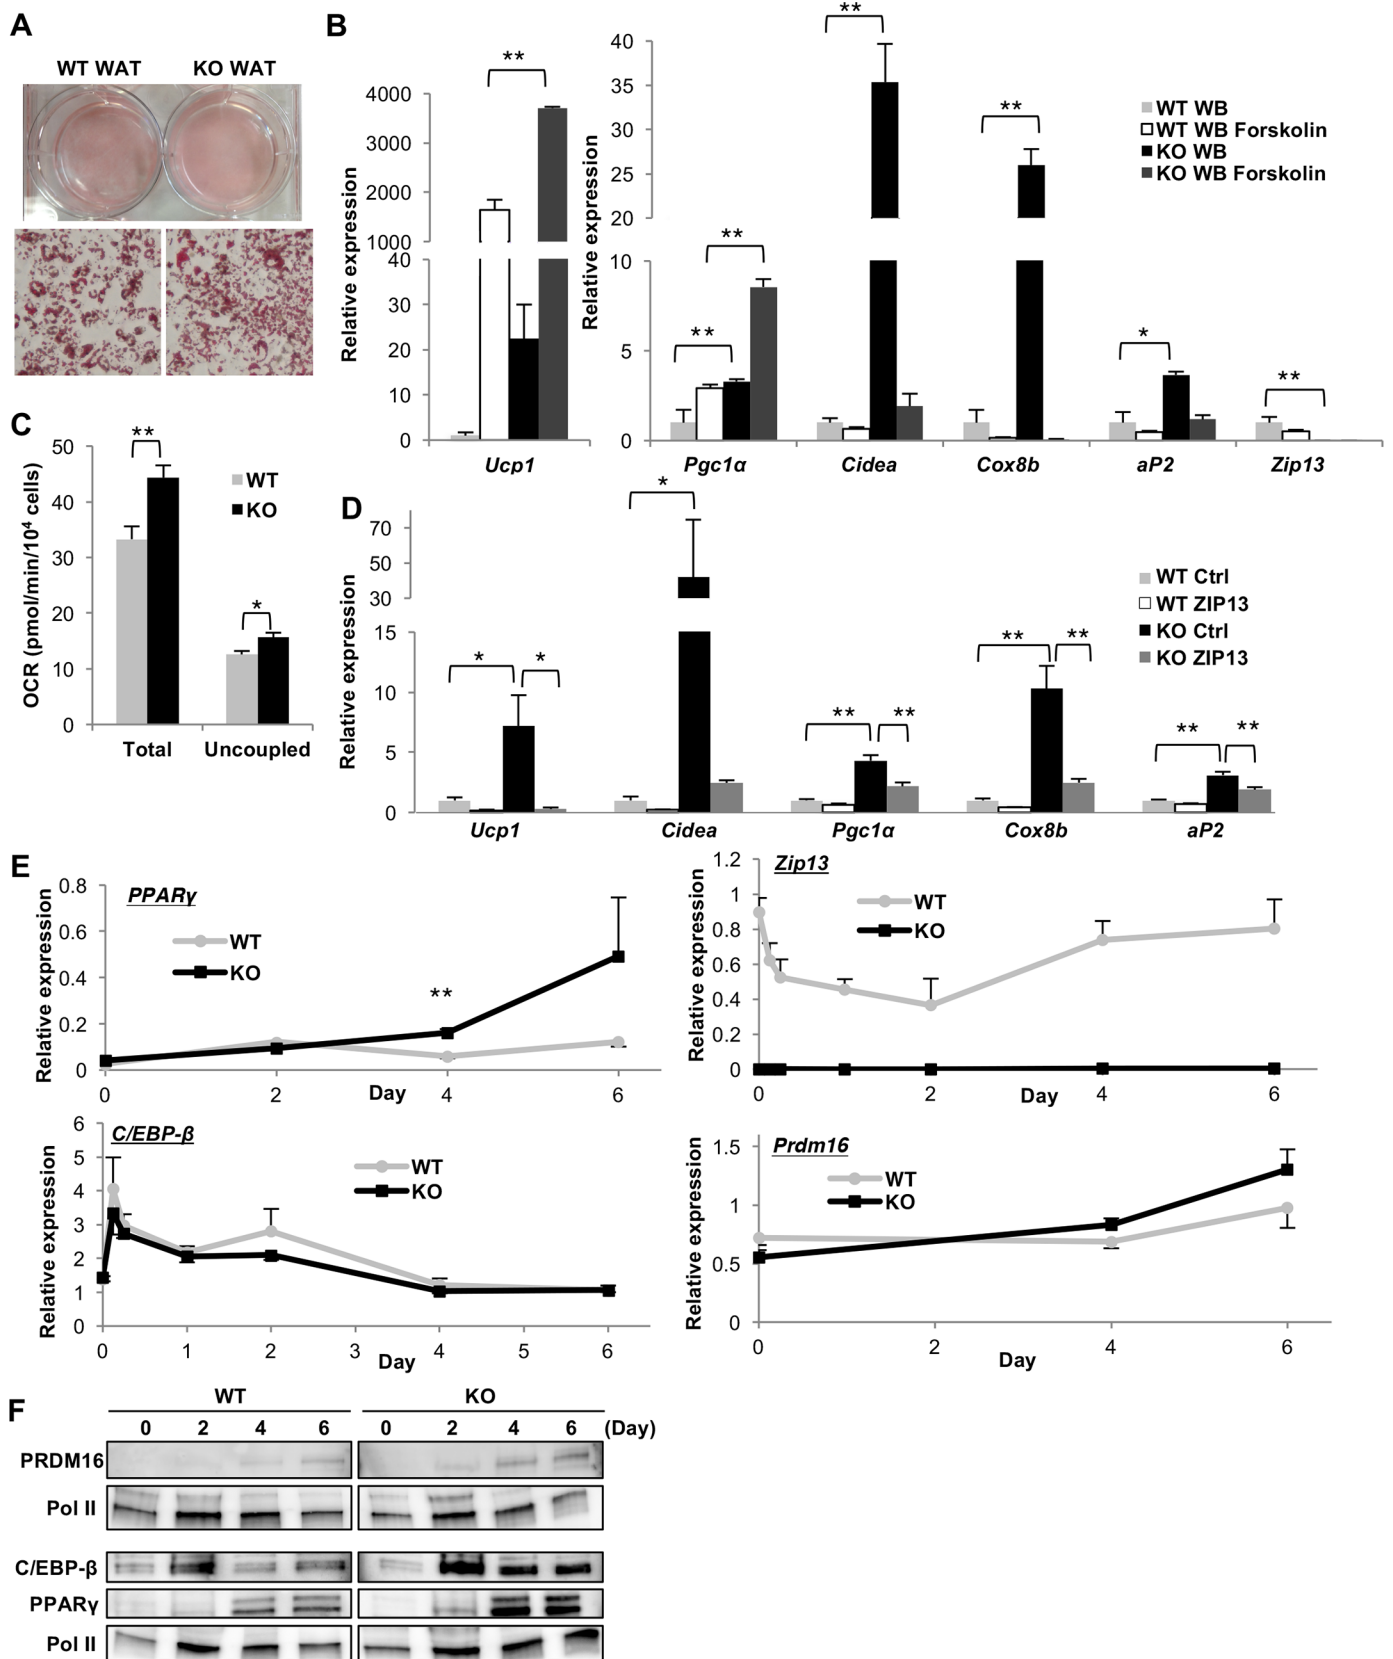 A
WT WAT KO WAT
B
**
Relative expression
4000
3000
2000
1000
40
30
20
10
0
Ucp1
Relative expression
40
35
30
25
20
10
5
0
**
**
**
**
*
**
Pgc1α Cidea Cox8b aP2 Zip13
WT WB
WT WB Forskolin
KO WB
KO WB Forskolin
C
OCR (pmol/min/10⁴ cells)
50
40
30
20
10
0
**
*
WT
KO
Total Uncoupled
D
Relative expression
70
50
30
15
10
5
0
* *
*
** **
** **
** **
Ucp1 Cidea Pgc1α Cox8b aP2
WT Ctrl
WT ZIP13
KO Ctrl
KO ZIP13
E
PPARγ
Relative expression
0.8
0.6
0.4
0.2
0
WT
KO
**
0 2 4 6
Day
Zip13
Relative expression
1.2
1
0.8
0.6
0.4
0.2
0
WT
KO
0 2 4 6
Day
C/EBP-β
Relative expression
6
5
4
3
2
1
0
WT
KO
0 1 2 3 4 5 6
Day
Prdm16
Relative expression
1.5
1
0.5
0
WT
KO
0 2 4 6
Day
F
WT KO
0 2 4 6 0 2 4 6 (Day)
PRDM16
Pol II
C/EBP-β
PPARγ
Pol II